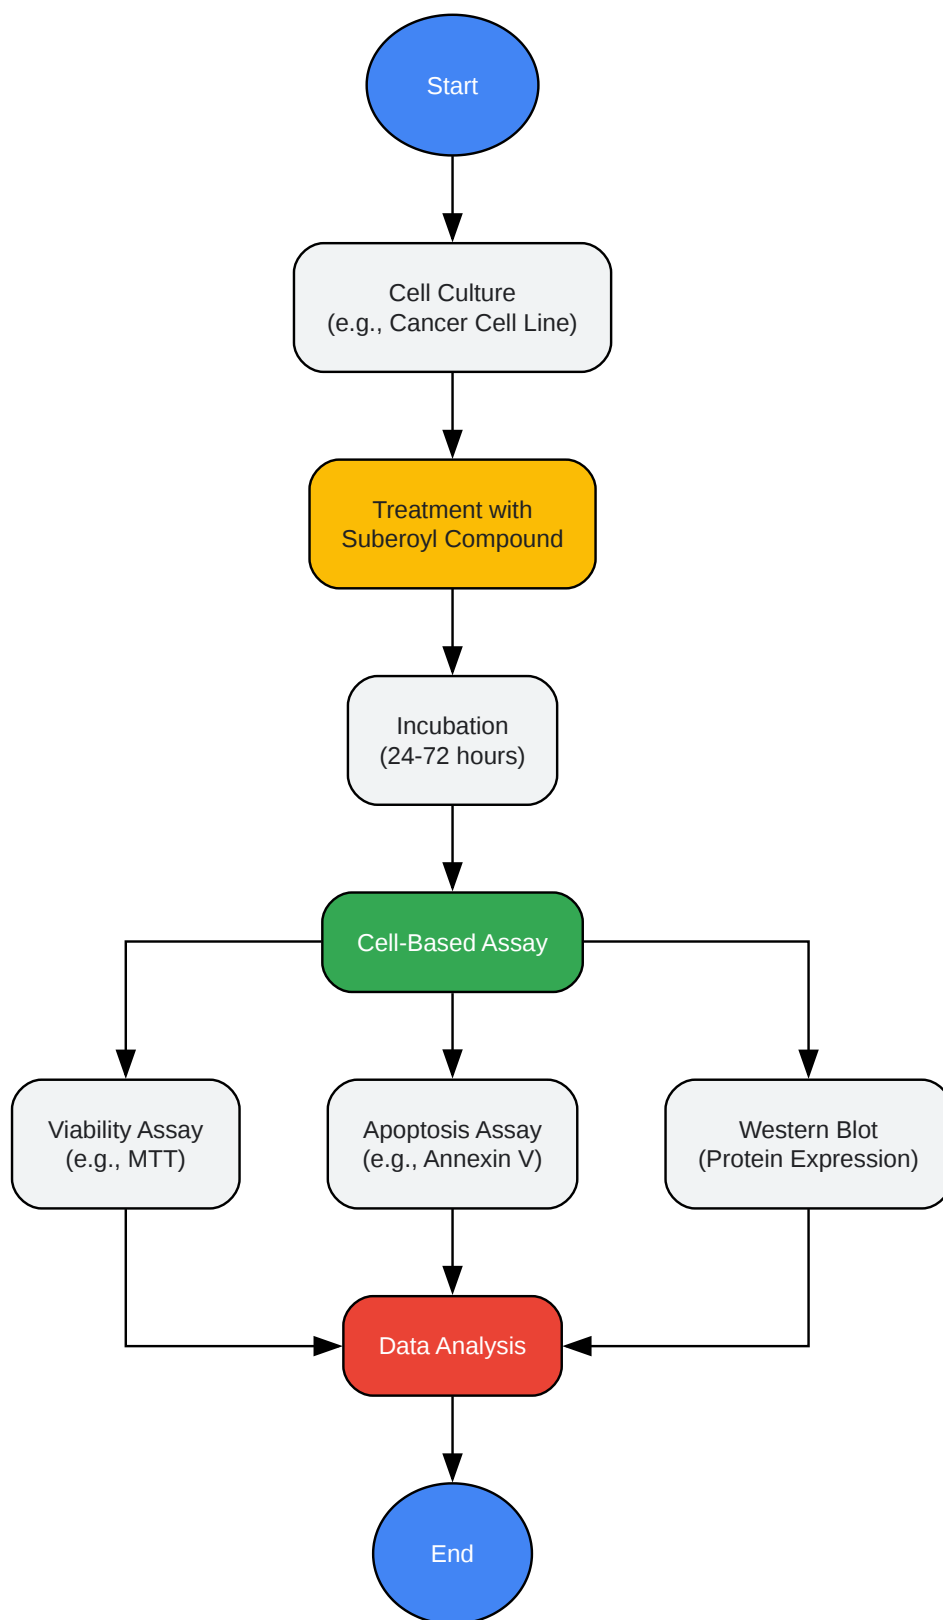 Start
Cell Culture
(e.g., Cancer Cell Line)
Treatment with
Suberoyl Compound
Incubation
(24-72 hours)
Cell-Based Assay
Viability Assay
(e.g., MTT)
Apoptosis Assay
(e.g., Annexin V)
Western Blot
(Protein Expression)
Data Analysis
End